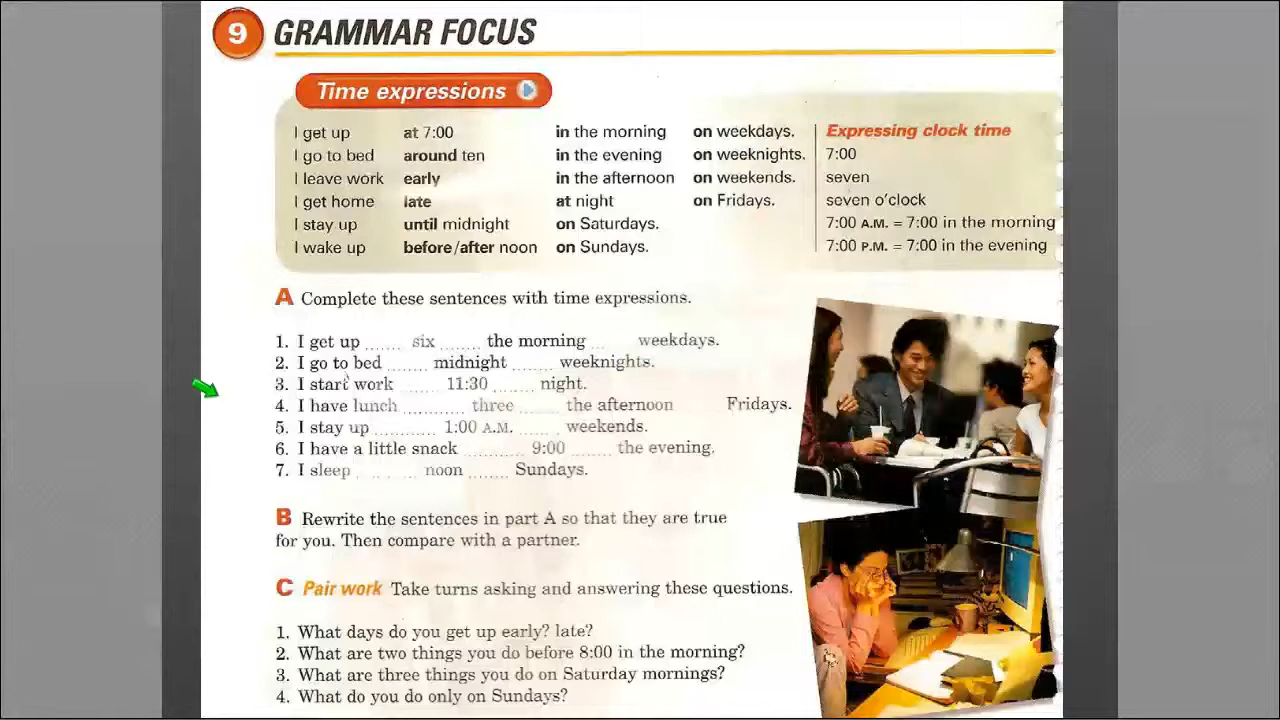 9 GRAMMAR FOCUS
Time expressions
I get up at 7:00 in the morning on weekdays.
I go to bed around ten in the evening on weeknights.
I leave work early in the afternoon on weekends.
I get home late at night on Fridays.
I stay up until midnight on Saturdays.
I wake up before/after noon on Sundays.
Expressing clock time
7:00
seven
seven o'clock
7:00 A.M. = 7:00 in the morning
7:00 P.M. = 7:00 in the evening
A Complete these sentences with time expressions.
1. I get up ...... six ....... the morning .. weekdays.
2. I go to bed ....... midnight ....... weeknights.
3. I start work ...... 11:30 ....... night.
4. I have lunch ........... three ....... the afternoon Fridays.
5. I stay up ........... 1:00 A.M. ....... weekends.
6. I have a little snack ........... 9:00 ....... the evening.
7. I sleep ........... noon ....... Sundays.
B Rewrite the sentences in part A so that they are true
for you. Then compare with a partner.
C Pair work Take turns asking and answering these questions.
1. What days do you get up early? late?
2. What are two things you do before 8:00 in the morning?
3. What are three things you do on Saturday mornings?
4. What do you do only on Sundays?